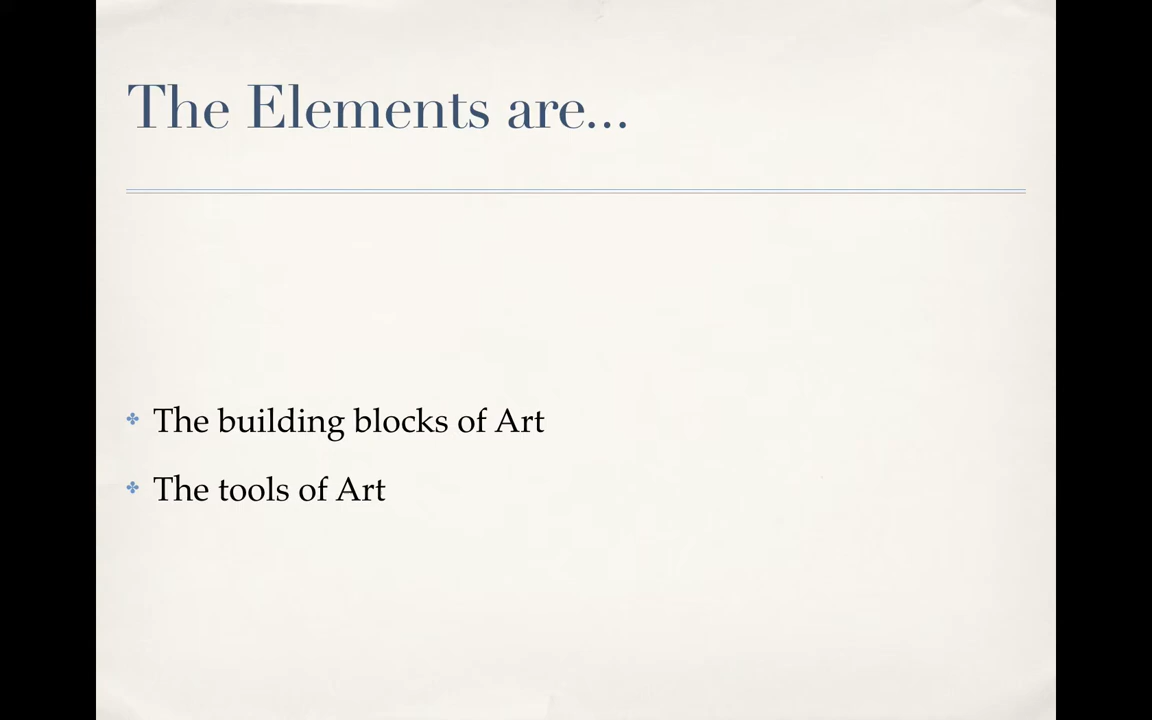 The Elements are...
The building blocks of Art
The tools of Art